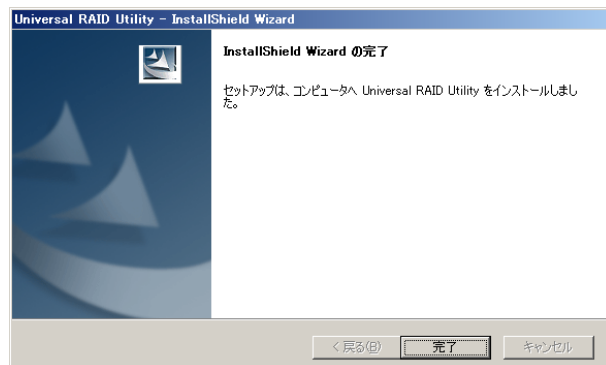 Universal RAID Utility - InstallShield Wizard
InstallShield Wizard の完了
セットアップは、コンピュータへ Universal RAID Utility をインストールしまし
た。
< 戻る(B)
完了
キャンセル